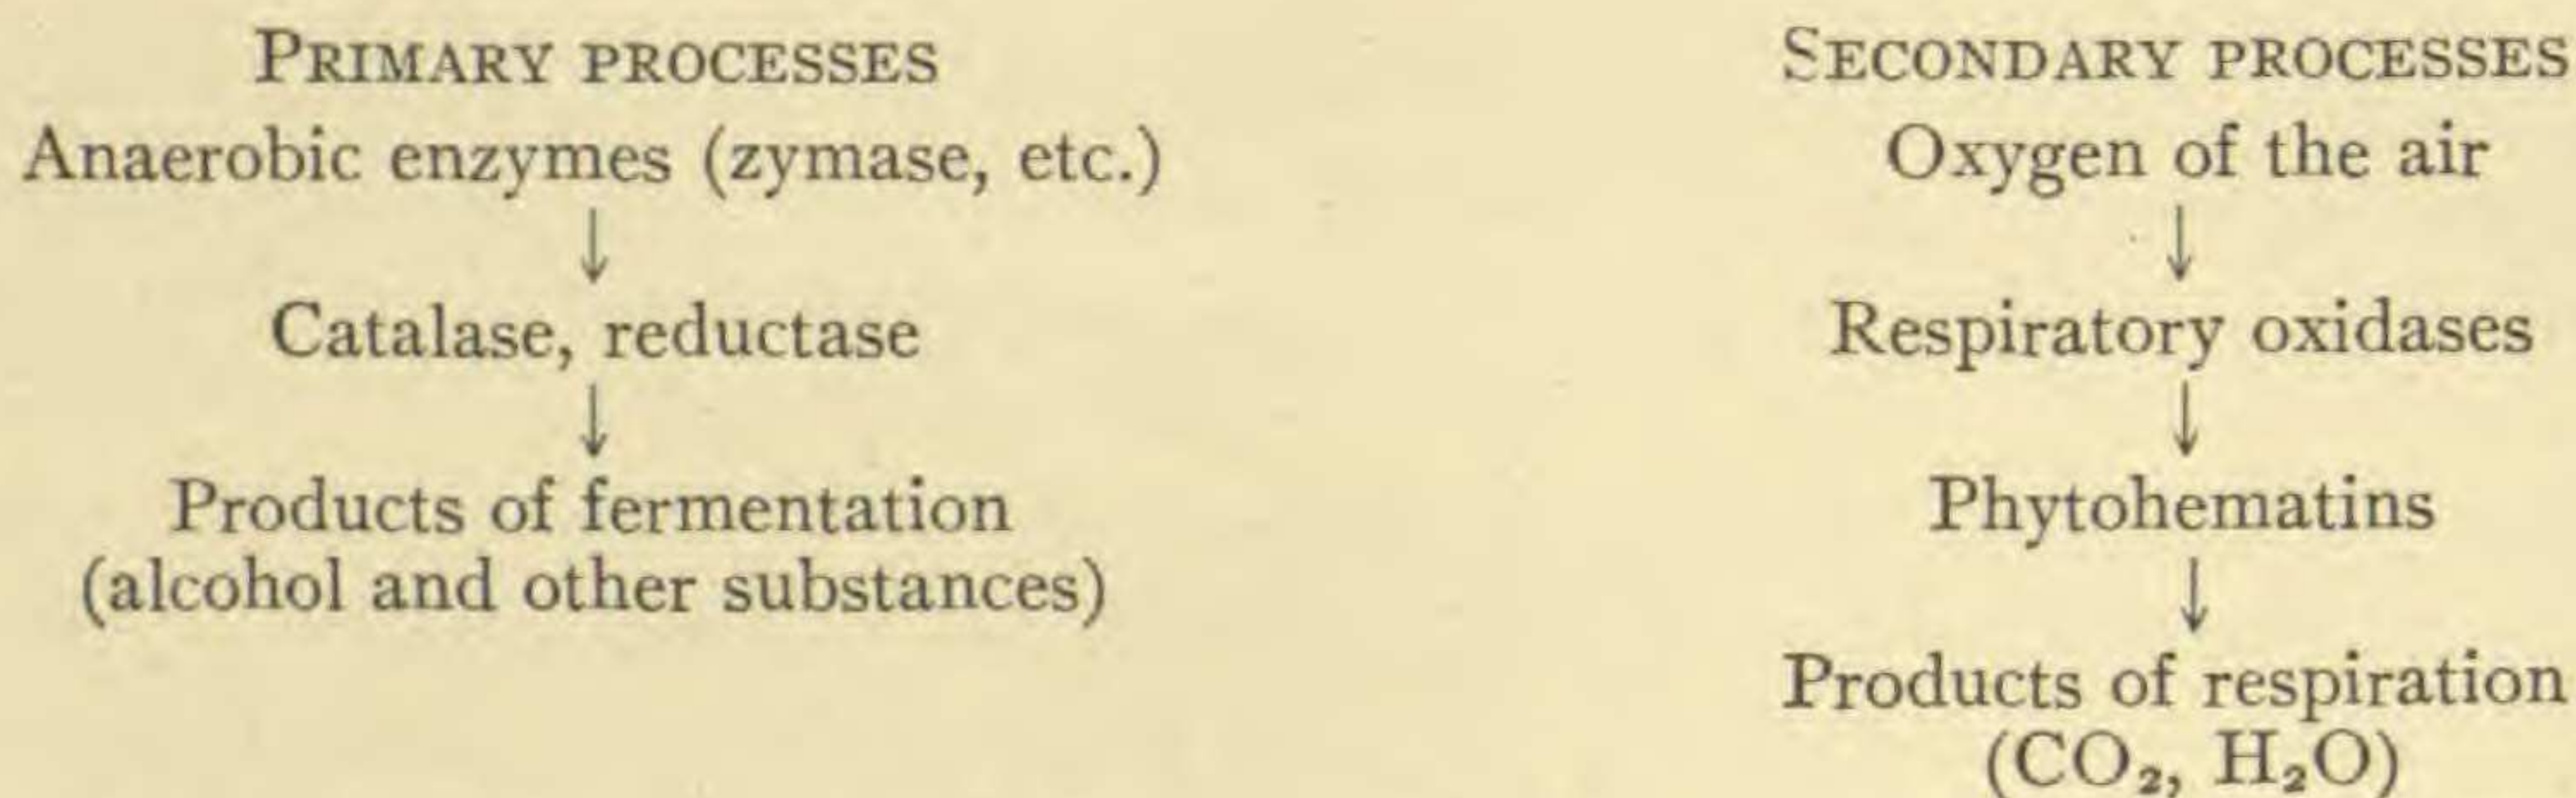 PRIMARY PROCESSES
Anaerobic enzymes (zymase, etc.)
↓
Catalase, reductase
↓
Products of fermentation
(alcohol and other substances)
SECONDARY PROCESSES
Oxygen of the air
↓
Respiratory oxidases
↓
Phytohematins
↓
Products of respiration
(CO₂, H₂O)